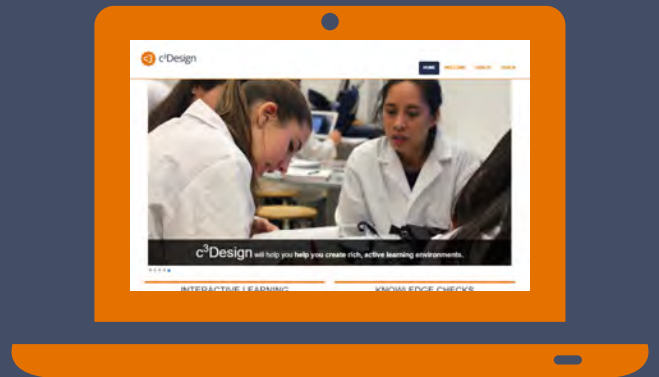 c³Design
HOME
c³Design will help you help you create rich, active learning environments.
INTERACTIVE LEARNING
KNOWLEDGE CHECKS